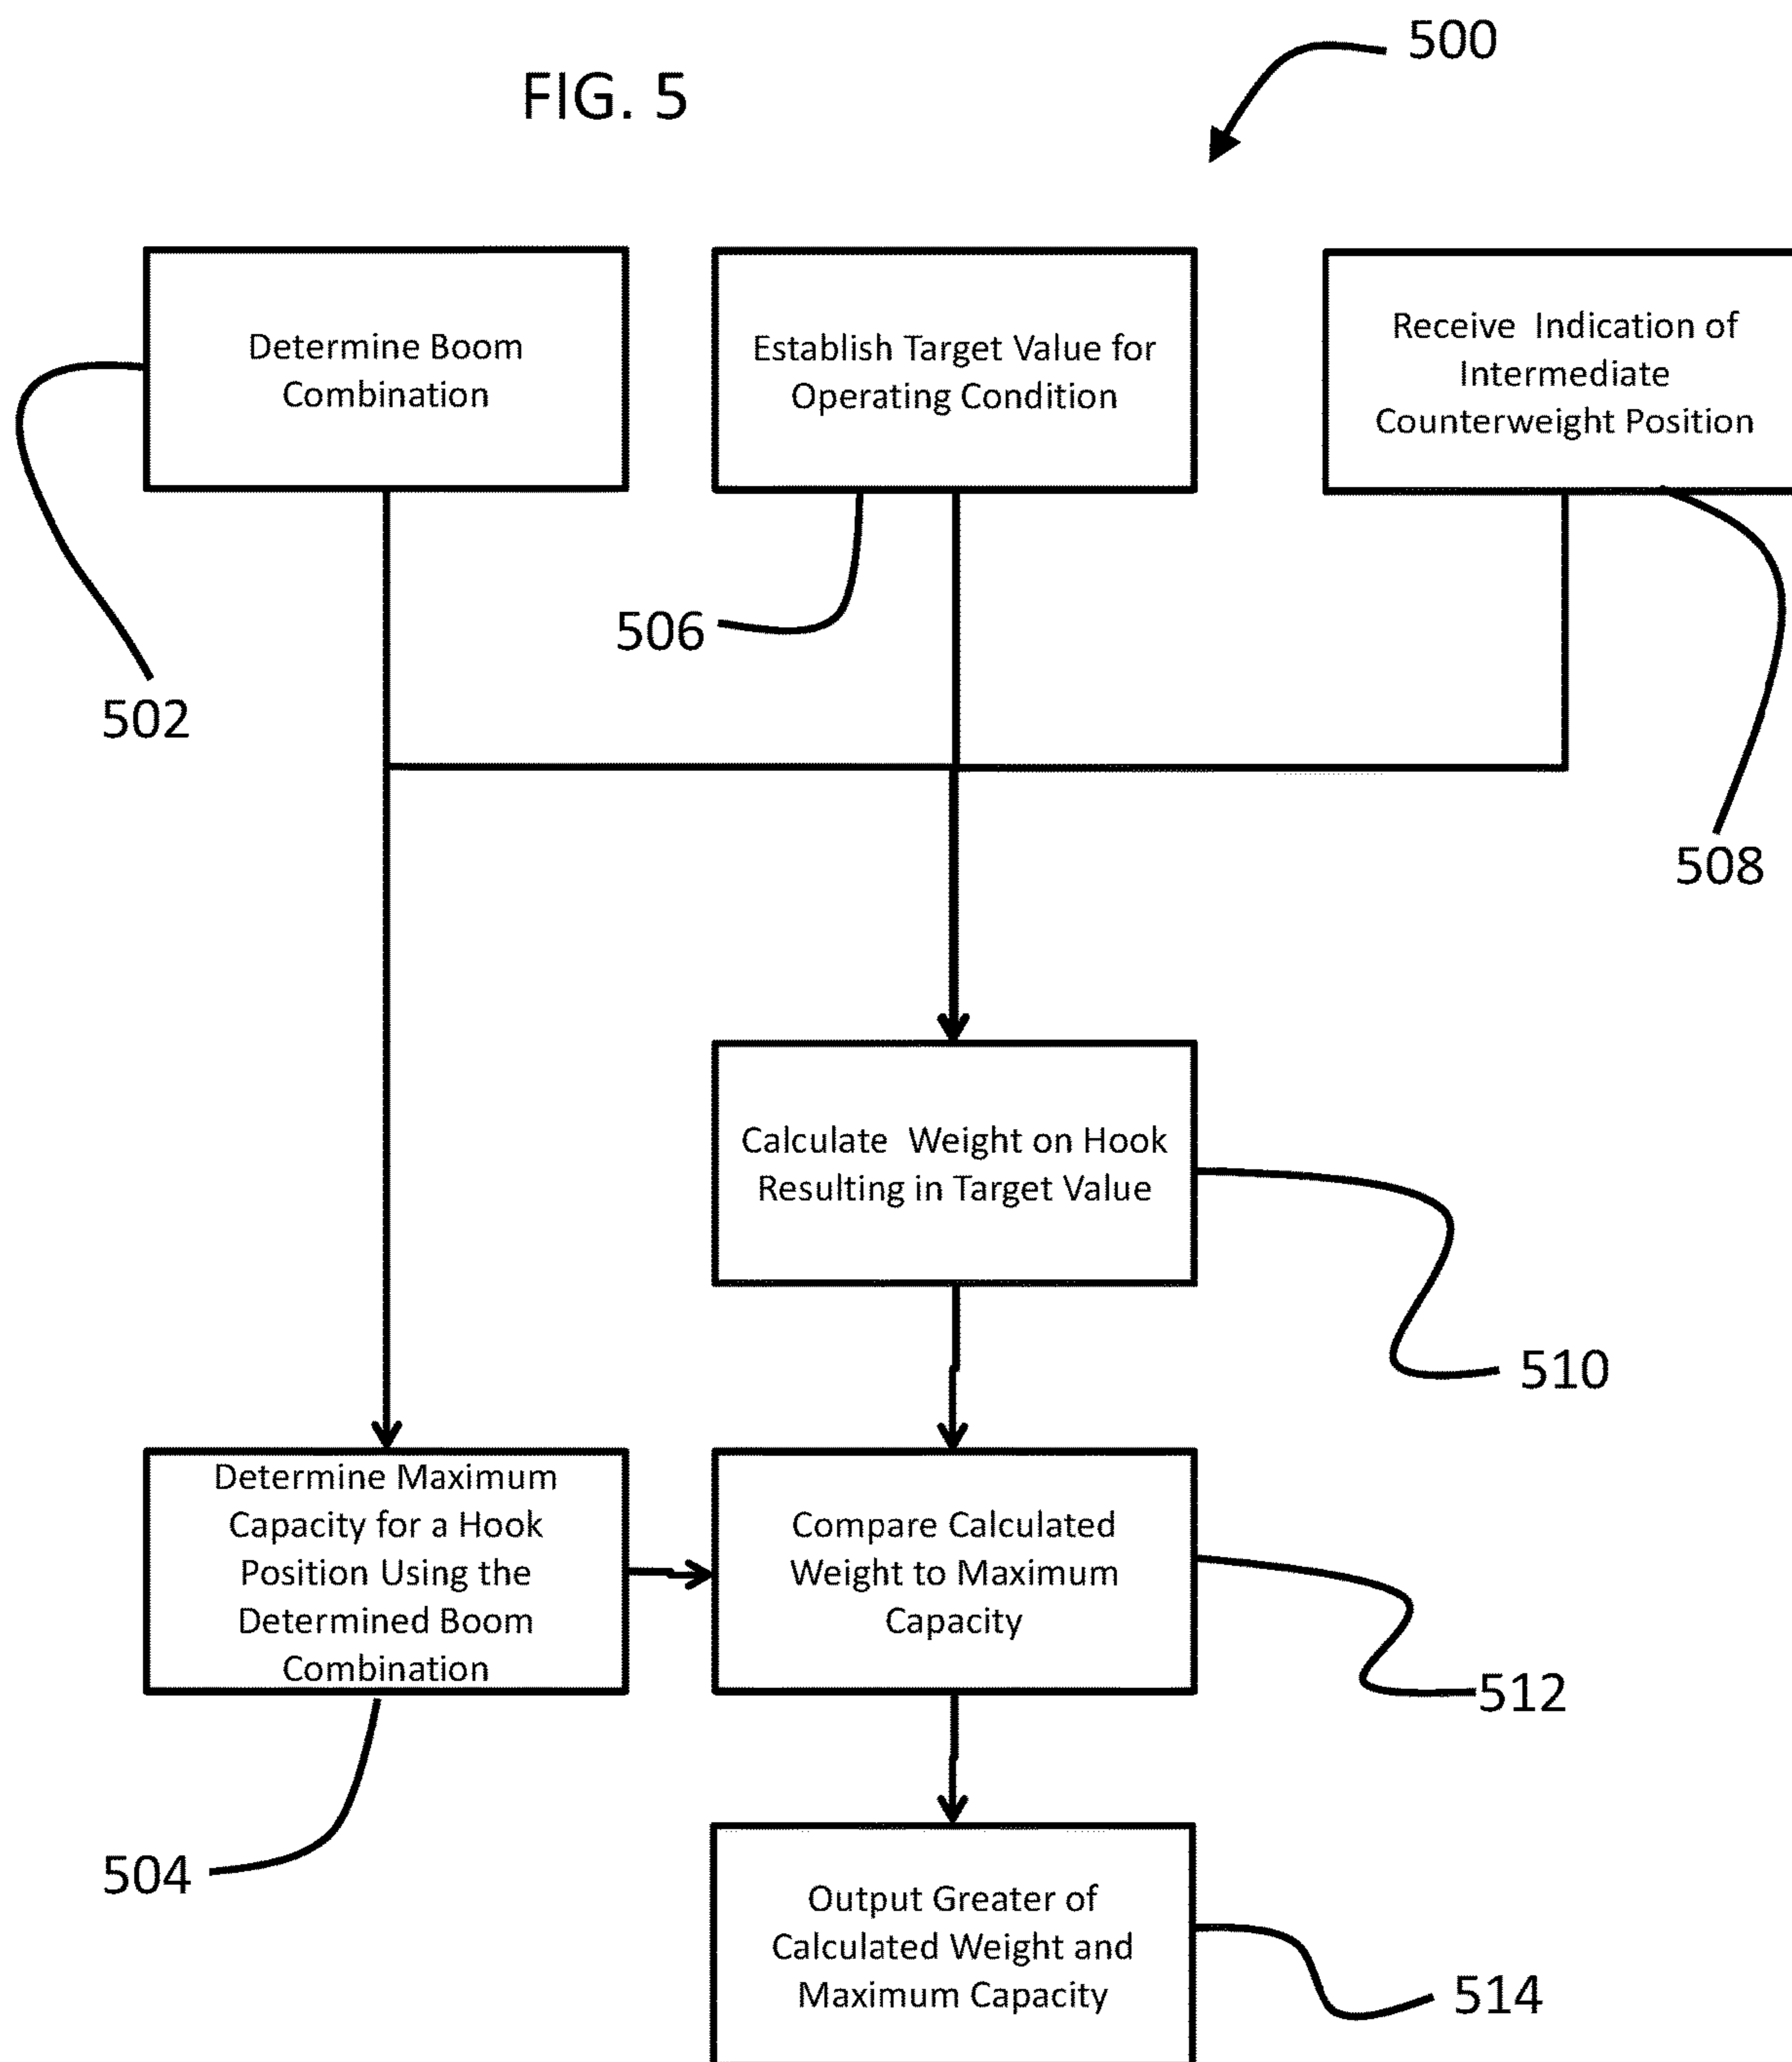 500
FIG. 5
Determine Boom
Combination
Establish Target Value for
Operating Condition
Receive Indication of
Intermediate
Counterweight Position
506
502
508
Calculate Weight on Hook
Resulting in Target Value
510
Determine Maximum
Capacity for a Hook
Position Using the
Determined Boom
Combination
Compare Calculated
Weight to Maximum
Capacity
512
504
Output Greater of
Calculated Weight and
Maximum Capacity
514